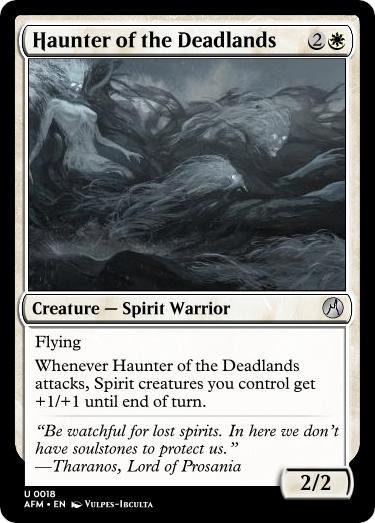 Haunter of the Deadlands 2
Creature — Spirit Warrior
Flying
Whenever Haunter of the Deadlands
attacks, Spirit creatures you control get
+1/+1 until end of turn.
“Be watchful for lost spirits. In here we don’t
have soulstones to protect us.”
—Tharanos, Lord of Prosania
2/2
U 0018
AFM • EN Vulpes-Ibculta